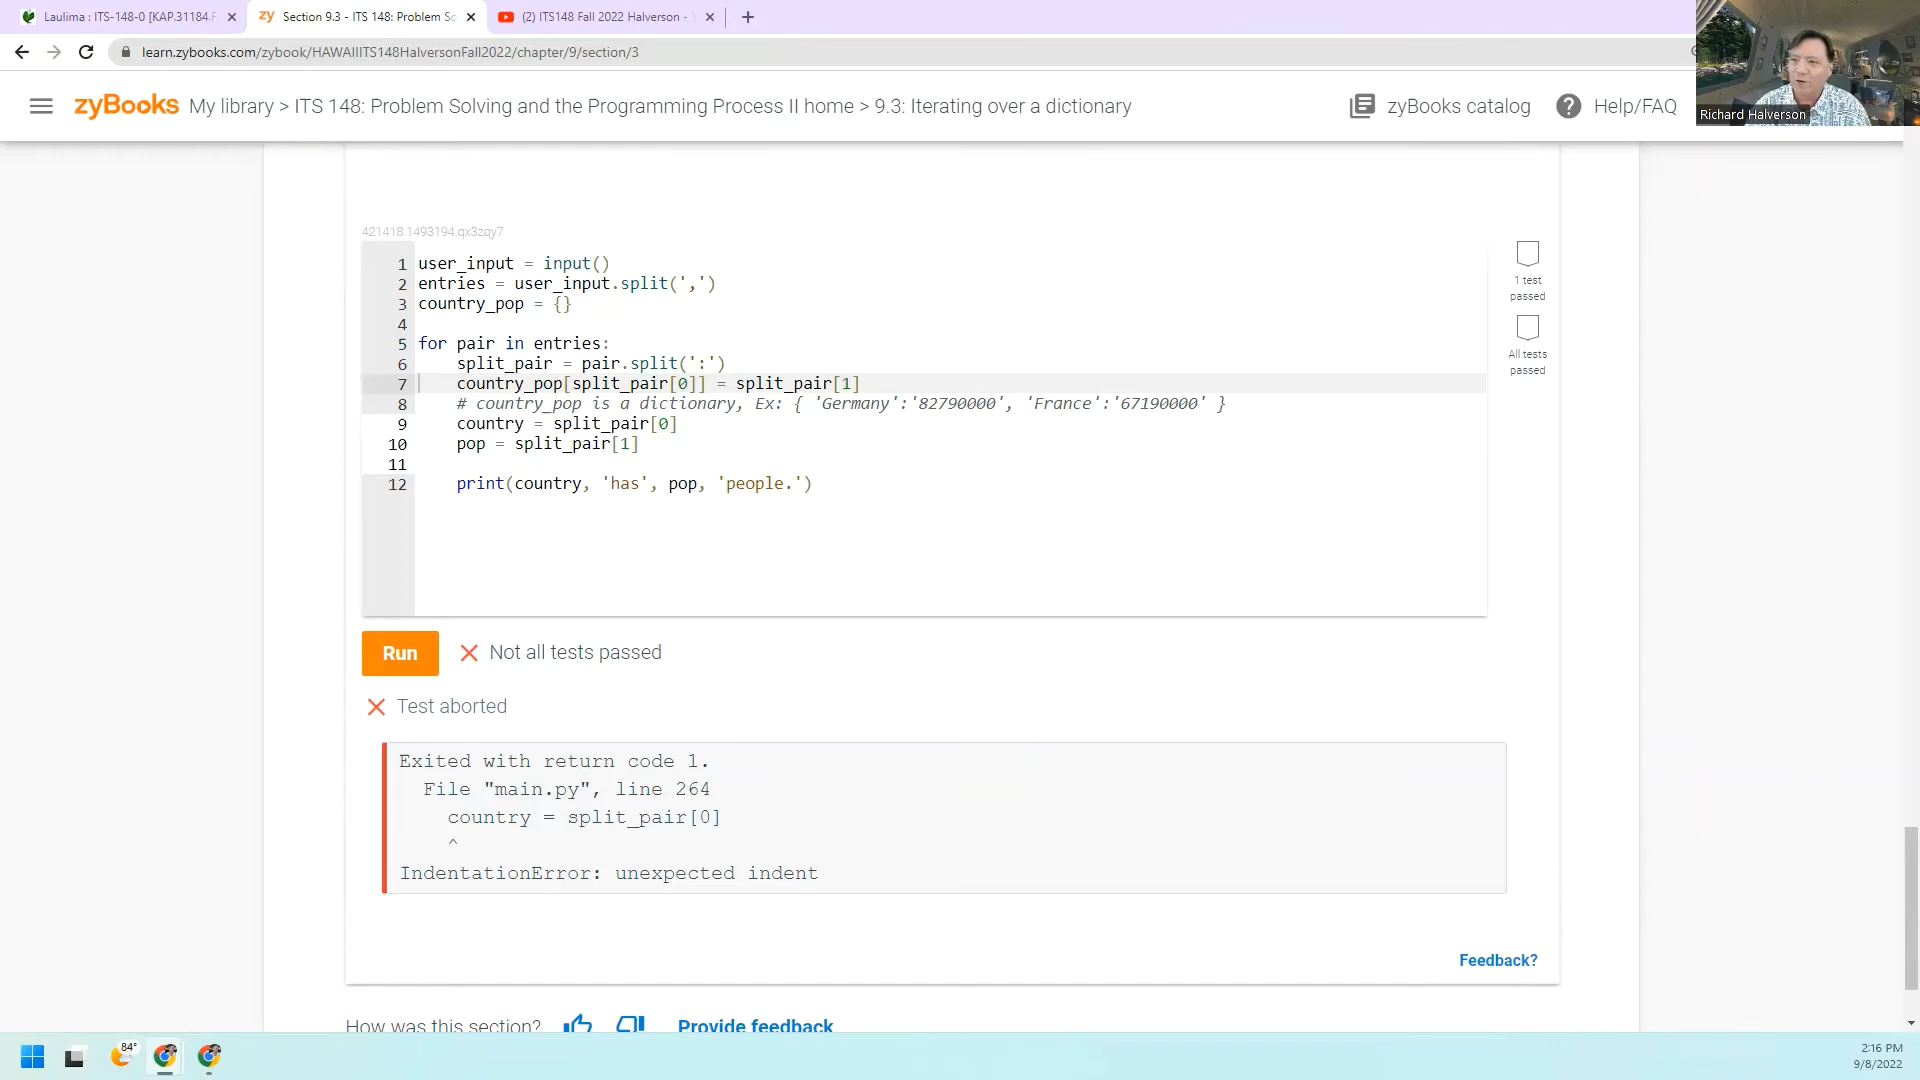 Laulima : ITS-148-0 [KAP.31184.F
Section 9.3 - ITS 148: Problem So
(2) ITS148 Fall 2022 Halverson -
learn.zybooks.com/zybook/HAWAIIITS148HalversonFall2022/chapter/9/section/3
zyBooks My library > ITS 148: Problem Solving and the Programming Process II home > 9.3: Iterating over a dictionary
zyBooks catalog
Help/FAQ
Richard Halverson
421418.1493194.qx3zqy7
1 user_input = input()
2 entries = user_input.split(',')
3 country_pop = {}
4
5 for pair in entries:
6     split_pair = pair.split(':')
7     country_pop[split_pair[0]] = split_pair[1]
8     # country_pop is a dictionary, Ex: { 'Germany':'82790000', 'France':'67190000' }
9     country = split_pair[0]
10     pop = split_pair[1]
11
12     print(country, 'has', pop, 'people.')
1 test
passed
All tests
passed
Run
Not all tests passed
Test aborted
Exited with return code 1.
  File "main.py", line 264
    country = split_pair[0]
    ^
IndentationError: unexpected indent
Feedback?
How was this section?
Provide feedback
84°
2:16 PM
9/8/2022